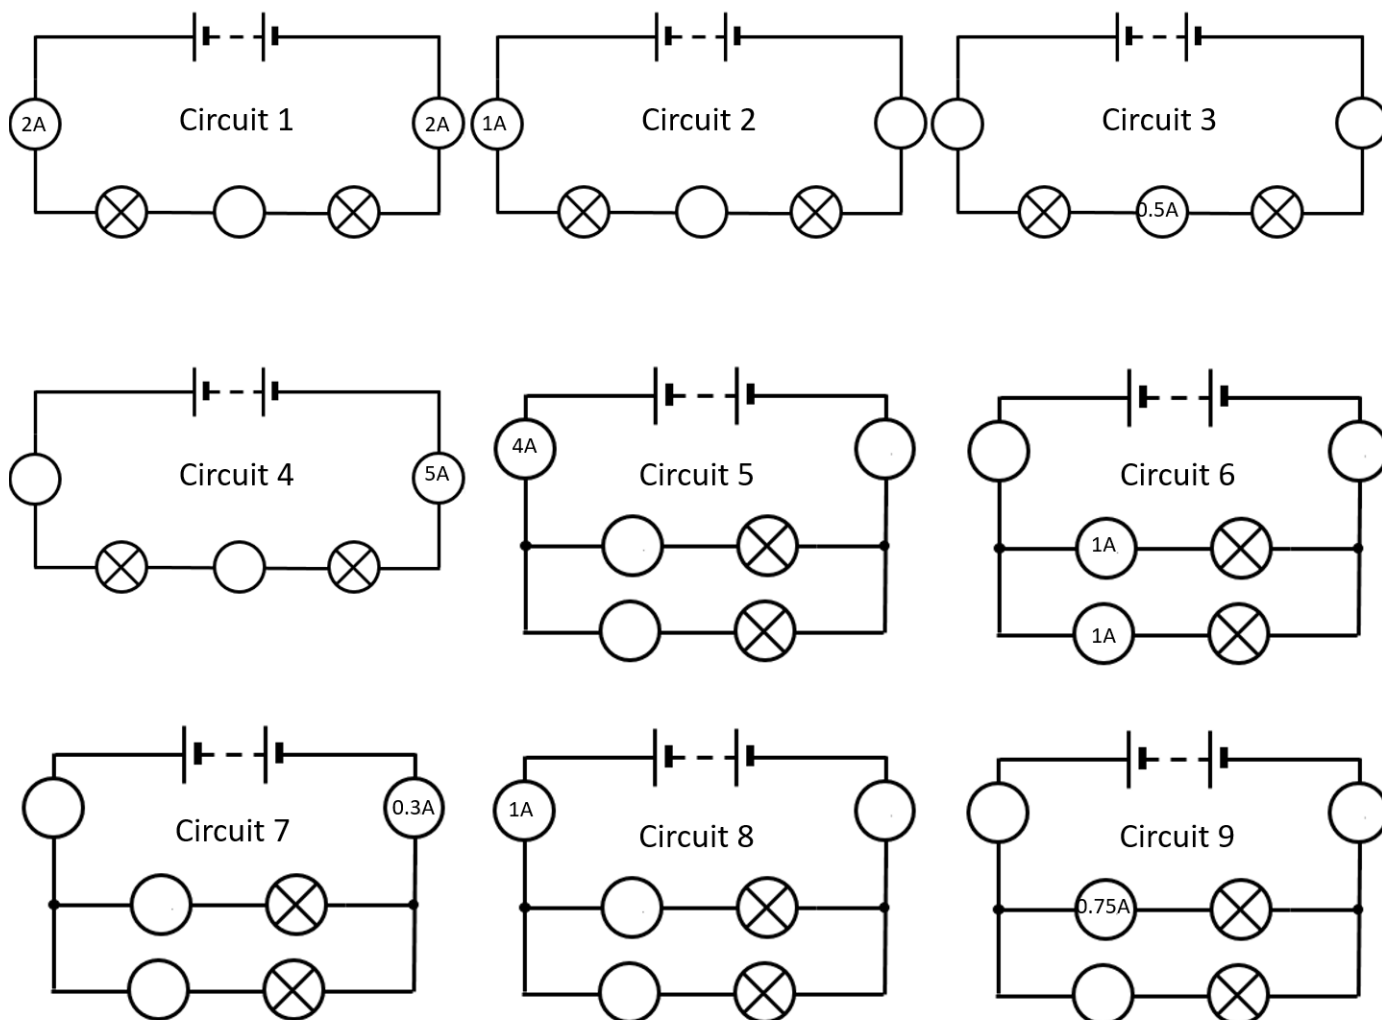 2A
Circuit 1
2A
1A
Circuit 2
Circuit 3
0.5A
Circuit 4
5A
4A
Circuit 5
Circuit 6
1A
1A
Circuit 7
0.3A
1A
Circuit 8
Circuit 9
0.75A